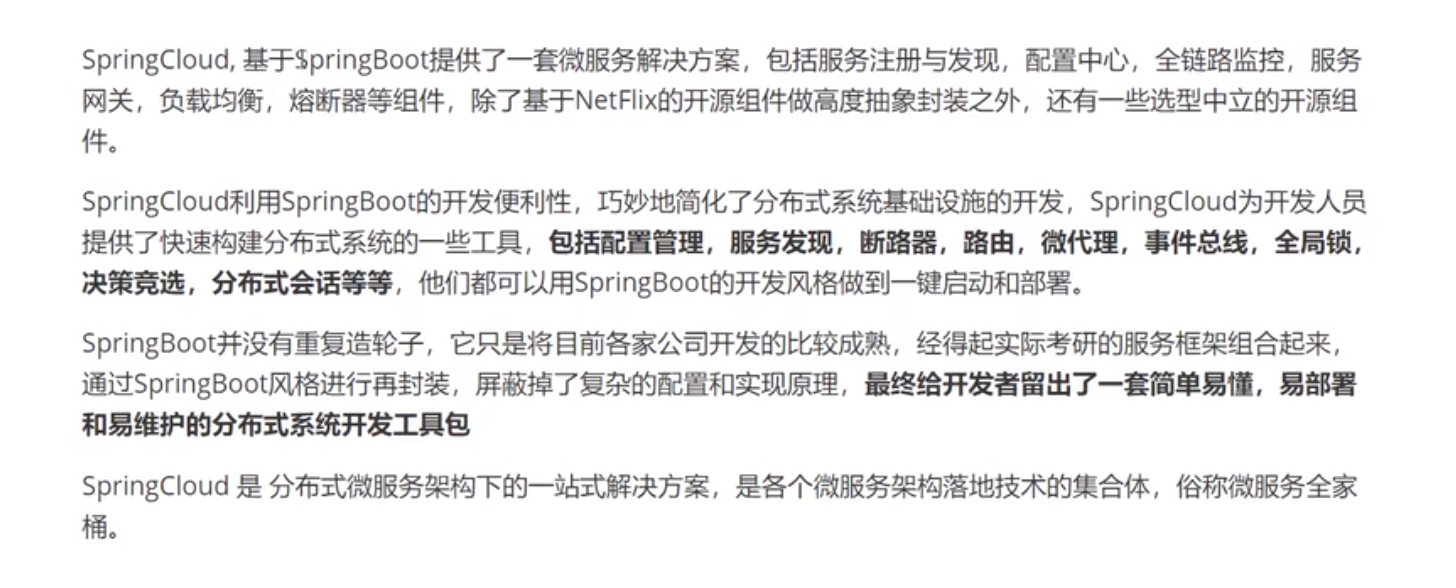 SpringCloud, 基于SpringBoot提供了一套微服务解决方案，包括服务注册与发现，配置中心，全链路监控，服务
网关，负载均衡，熔断器等组件，除了基于NetFlix的开源组件做高度抽象封装之外，还有一些选型中立的开源组
件。
SpringCloud利用SpringBoot的开发便利性，巧妙地简化了分布式系统基础设施的开发，SpringCloud为开发人员
提供了快速构建分布式系统的一些工具，包括配置管理，服务发现，断路器，路由，微代理，事件总线，全局锁，
决策竞选，分布式会话等等，他们都可以用SpringBoot的开发风格做到一键启动和部署。
SpringBoot并没有重复造轮子，它只是将目前各家公司开发的比较成熟，经得起实际考研的服务框架组合起来，
通过SpringBoot风格进行再封装，屏蔽掉了复杂的配置和实现原理，最终给开发者留出了一套简单易懂，易部署
和易维护的分布式系统开发工具包
SpringCloud 是 分布式微服务架构下的一站式解决方案，是各个微服务架构落地技术的集合体，俗称微服务全家
桶。